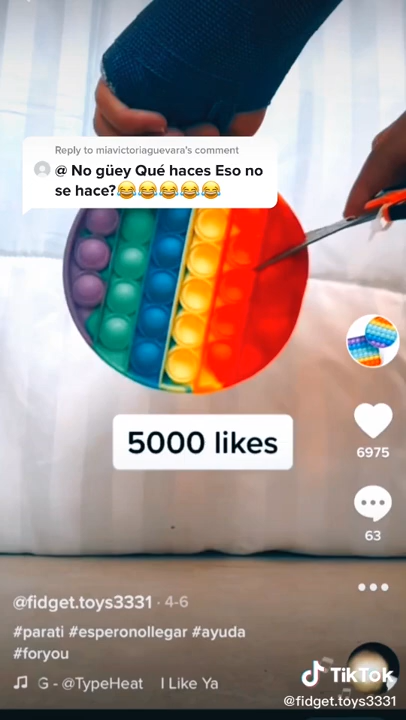 Reply to miavictoriaguevara's comment
@ No güey Qué haces Eso no
se hace?😂😂😂😂😂
5000 likes
6975
63
@fidget.toys3331 · 4-6
#parati #esperonollegar #ayuda
#foryou
G - @TypeHeat I Like Ya
TikTok
@fidget.toys3331